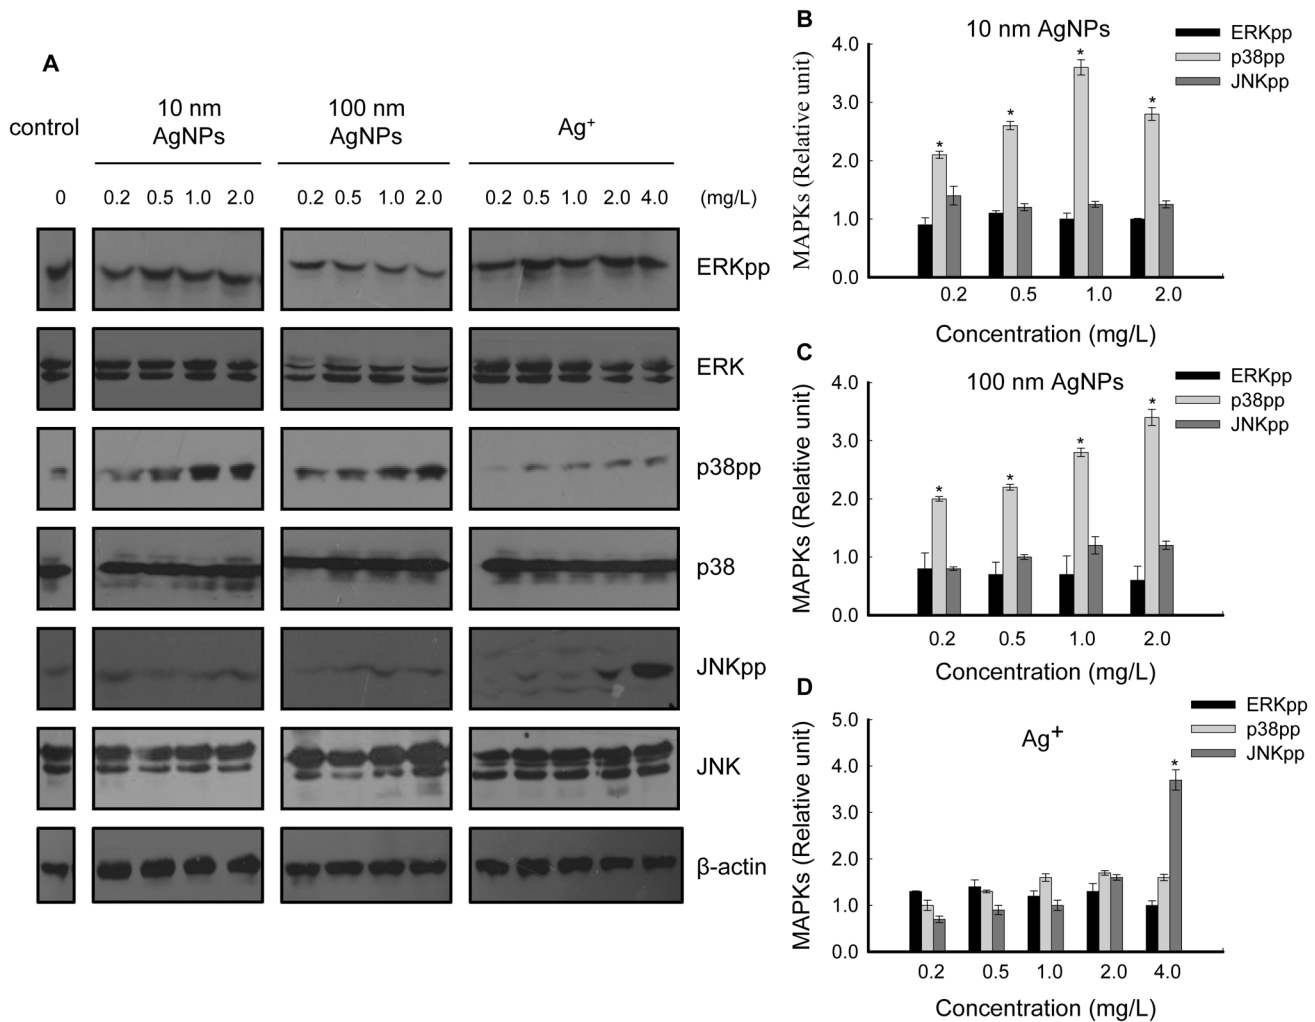 A
control
10 nm
AgNPs
100 nm
AgNPs
Ag+
0 0.2 0.5 1.0 2.0 0.2 0.5 1.0 2.0 0.2 0.5 1.0 2.0 4.0 (mg/L)
ERKpp
ERK
p38pp
p38
JNKpp
JNK
β-actin
B
10 nm AgNPs
ERKpp
p38pp
JNKpp
MAPKs (Relative unit)
4.0
3.0
2.0
1.0
0.0
* * * *
0.2 0.5 1.0 2.0
Concentration (mg/L)
C
100 nm AgNPs
ERKpp
p38pp
JNKpp
MAPKs (Relative unit)
4.0
3.0
2.0
1.0
0.0
* * * *
0.2 0.5 1.0 2.0
Concentration (mg/L)
D
Ag+
ERKpp
p38pp
JNKpp
MAPKs (Relative unit)
5.0
4.0
3.0
2.0
1.0
0.0
*
0.2 0.5 1.0 2.0 4.0
Concentration (mg/L)